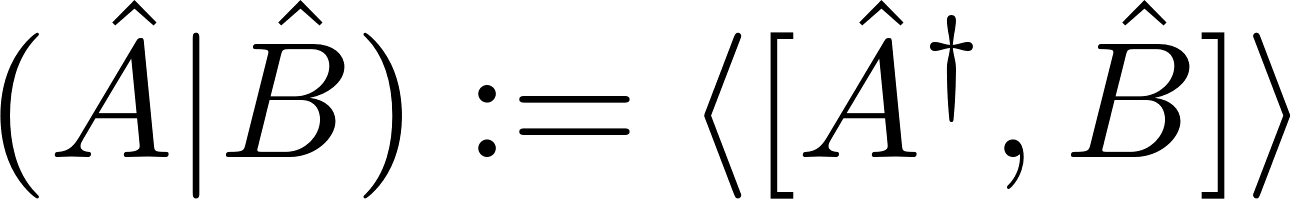 (Â|B̂) := ⟨[Â†, B̂]⟩